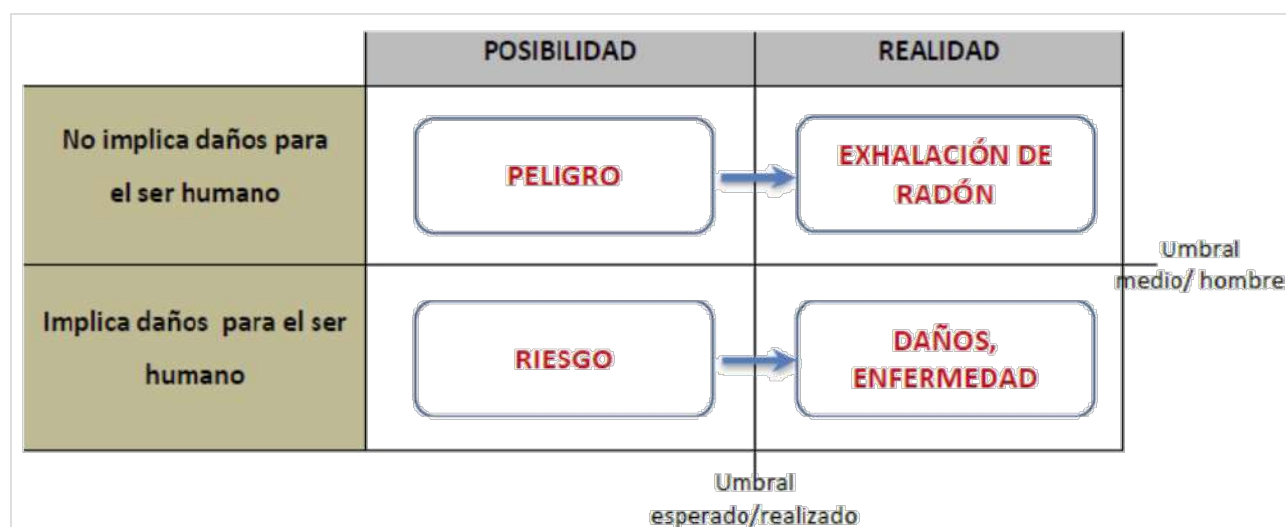 POSIBILIDAD
REALIDAD
No implica daños para
el ser humano
PELIGRO
EXHALACIÓN DE
RADÓN
Umbral
medio/ hombre
Implica daños para el ser
humano
RIESGO
DAÑOS,
ENFERMEDAD
Umbral
esperado/realizado